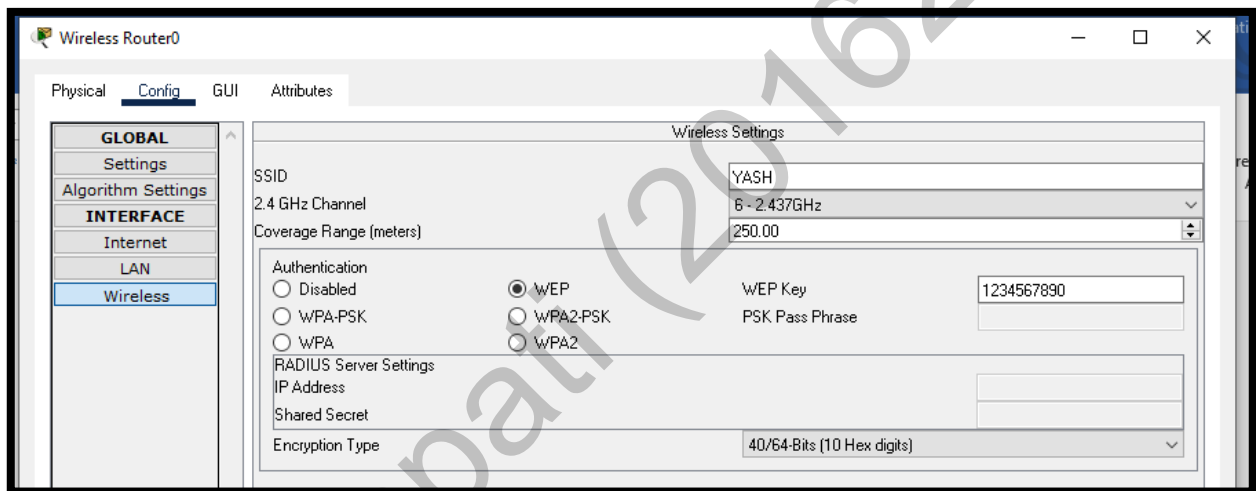 Wireless Router0
Physical Config GUI Attributes
GLOBAL
Settings
Algorithm Settings
INTERFACE
Internet
LAN
Wireless
Wireless Settings
SSID YASH
2.4 GHz Channel 6 - 2.437GHz
Coverage Range (meters) 250.00
Authentication
Disabled WEP WEP Key 1234567890
WPA-PSK WPA2-PSK PSK Pass Phrase
WPA WPA2
RADIUS Server Settings
IP Address
Shared Secret
Encryption Type 40/64-Bits (10 Hex digits)
pati (20162